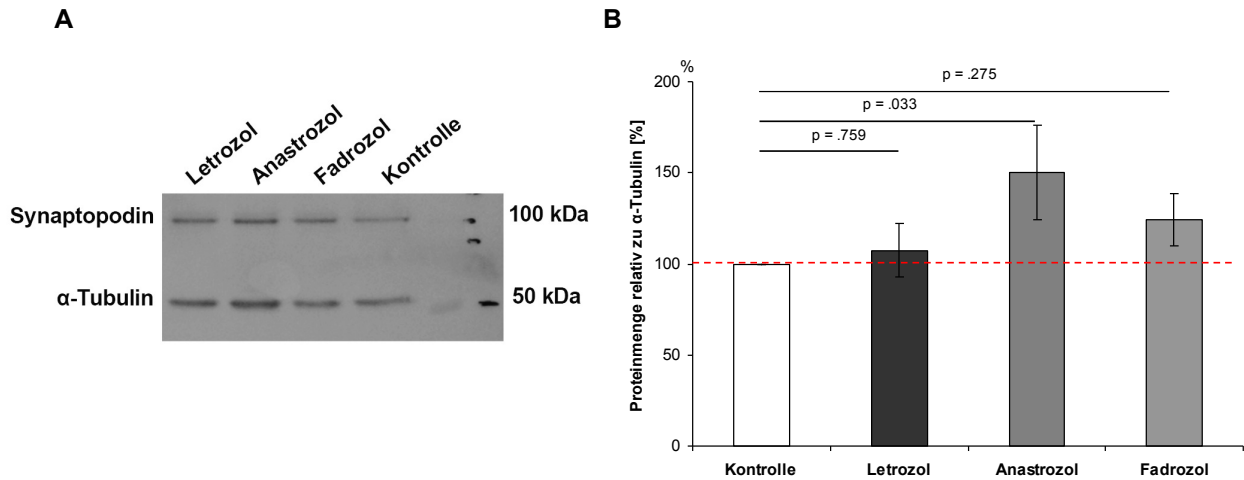 A
Letrozol
Anastrozol
Fadrozol
Kontrolle
Synaptopodin
100 kDa
α-Tubulin
50 kDa
B
%
Proteinmenge relativ zu α-Tubulin [%]
200
150
100
50
0
p = .275
p = .033
p = .759
Kontrolle
Letrozol
Anastrozol
Fadrozol